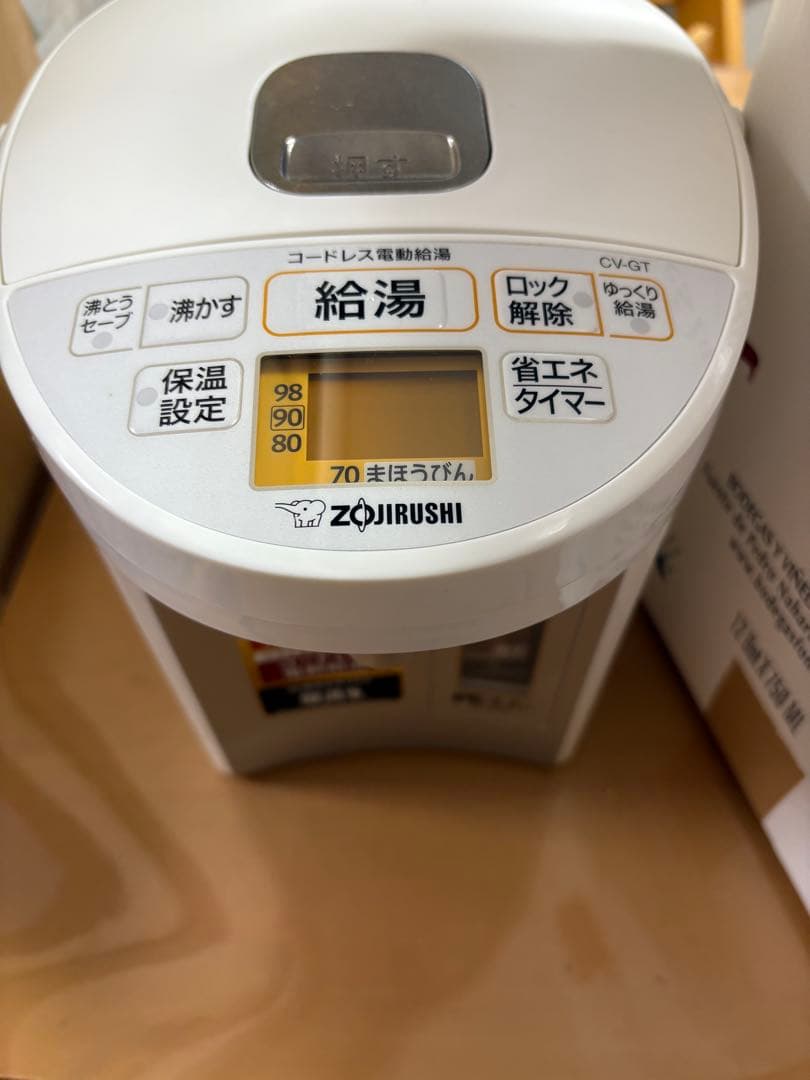 押す
コードレス電動給湯
CV-GT
沸とう
セーブ
沸かす
給湯
ロック
解除
ゆっくり
給湯
保温
設定
98
90
80
70 まほうびん
省エネ
タイマー
ZOJIRUSHI
BODEGAS Y VIÑE